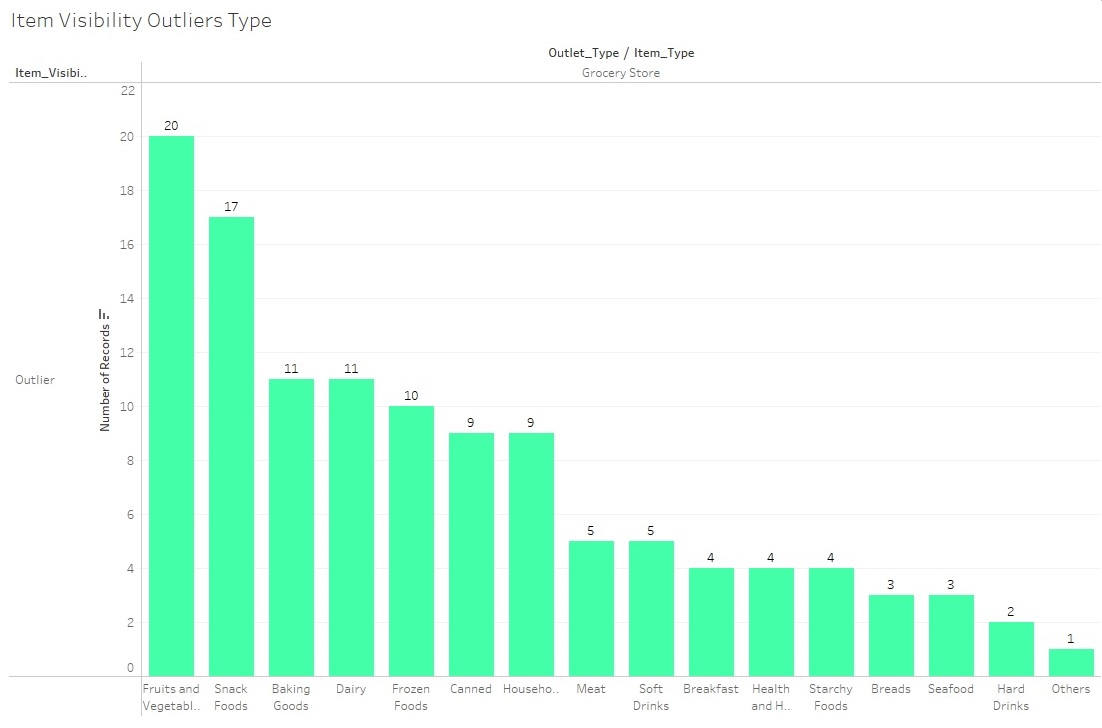 Item Visibility Outliers Type
Outlet_Type / Item_Type
Item_Visibi..
Grocery Store
22
20
18
16
14
12
10
8
6
4
2
0
Number of Records
Outlier
20
17
11
11
10
9
9
5
5
4
4
4
3
3
2
1
Fruits and
Vegetabl..
Snack
Foods
Baking
Goods
Dairy
Frozen
Foods
Canned
Househo..
Meat
Soft
Drinks
Breakfast
Health
and H..
Starchy
Foods
Breads
Seafood
Hard
Drinks
Others